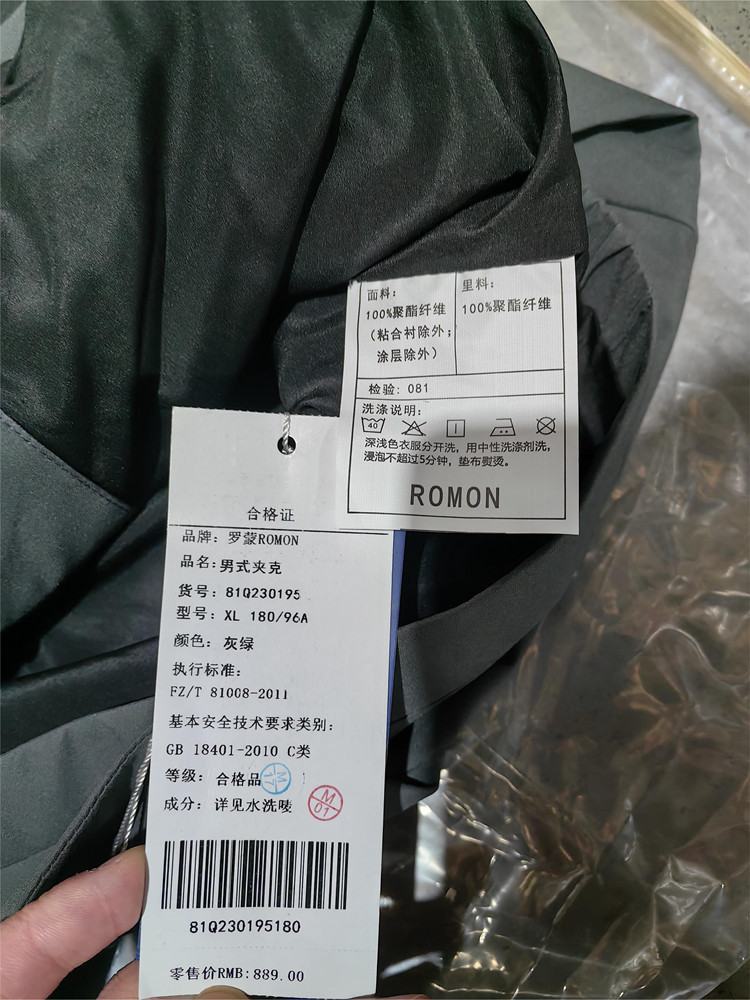 面料：
100%聚酯纤维
（粘合衬除外；
涂层除外）
里料：
100%聚酯纤维
检验：081
洗涤说明：
40
深浅色衣服分开洗，用中性洗涤剂洗，
浸泡不超过5分钟，垫布熨烫。
ROMON
合格证
品牌：罗蒙ROMON
品名：男式夹克
货号：81Q230195
型号：XL 180/96A
颜色：灰绿
执行标准：
FZ/T 81008-2011
基本安全技术要求类别：
GB 18401-2010 C类
等级：合格品
M
17
成分：详见水洗唛
M
01
81Q230195180
零售价RMB:889.00